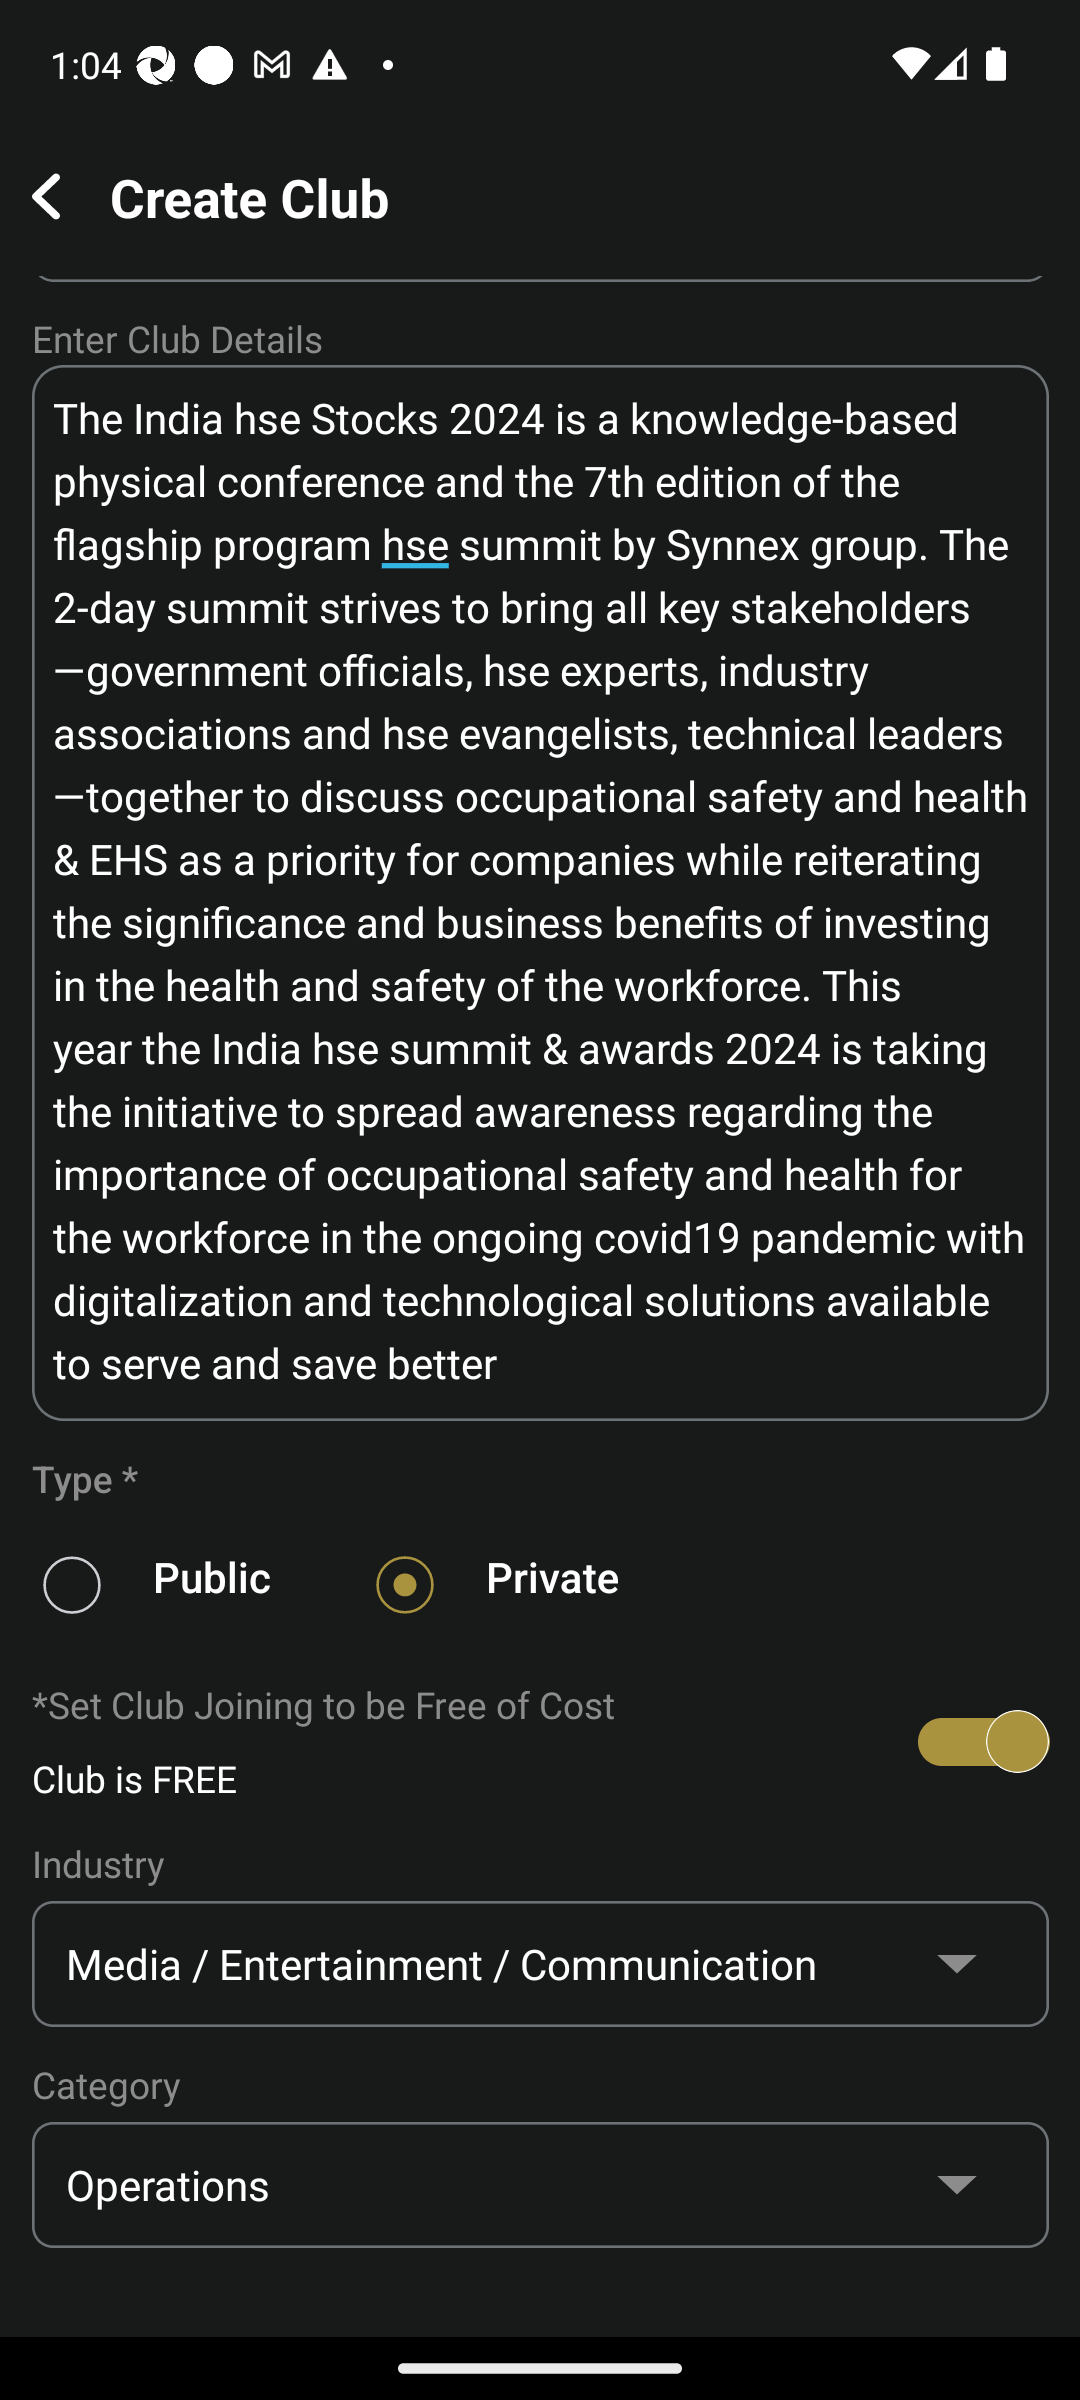 1:04
Create Club
Enter Club Details
The India hse Stocks 2024 is a knowledge-based
physical conference and the 7th edition of the
flagship program hse summit by Synnex group. The
2-day summit strives to bring all key stakeholders
—government officials, hse experts, industry
associations and hse evangelists, technical leaders
—together to discuss occupational safety and health
& EHS as a priority for companies while reiterating
the significance and business benefits of investing
in the health and safety of the workforce. This
year the India hse summit & awards 2024 is taking
the initiative to spread awareness regarding the
importance of occupational safety and health for
the workforce in the ongoing covid19 pandemic with
digitalization and technological solutions available
to serve and save better
Type *
Public Private
*Set Club Joining to be Free of Cost
Club is FREE
Industry
Media / Entertainment / Communication
Category
Operations